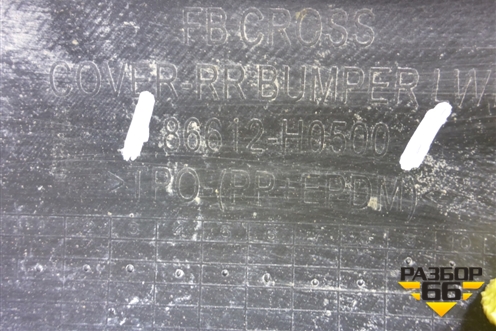 FB CROSS
COVER-RR BUMPER LWR
86612-H0500
>TPO(PP+EPDM)
РАЗБОР
66